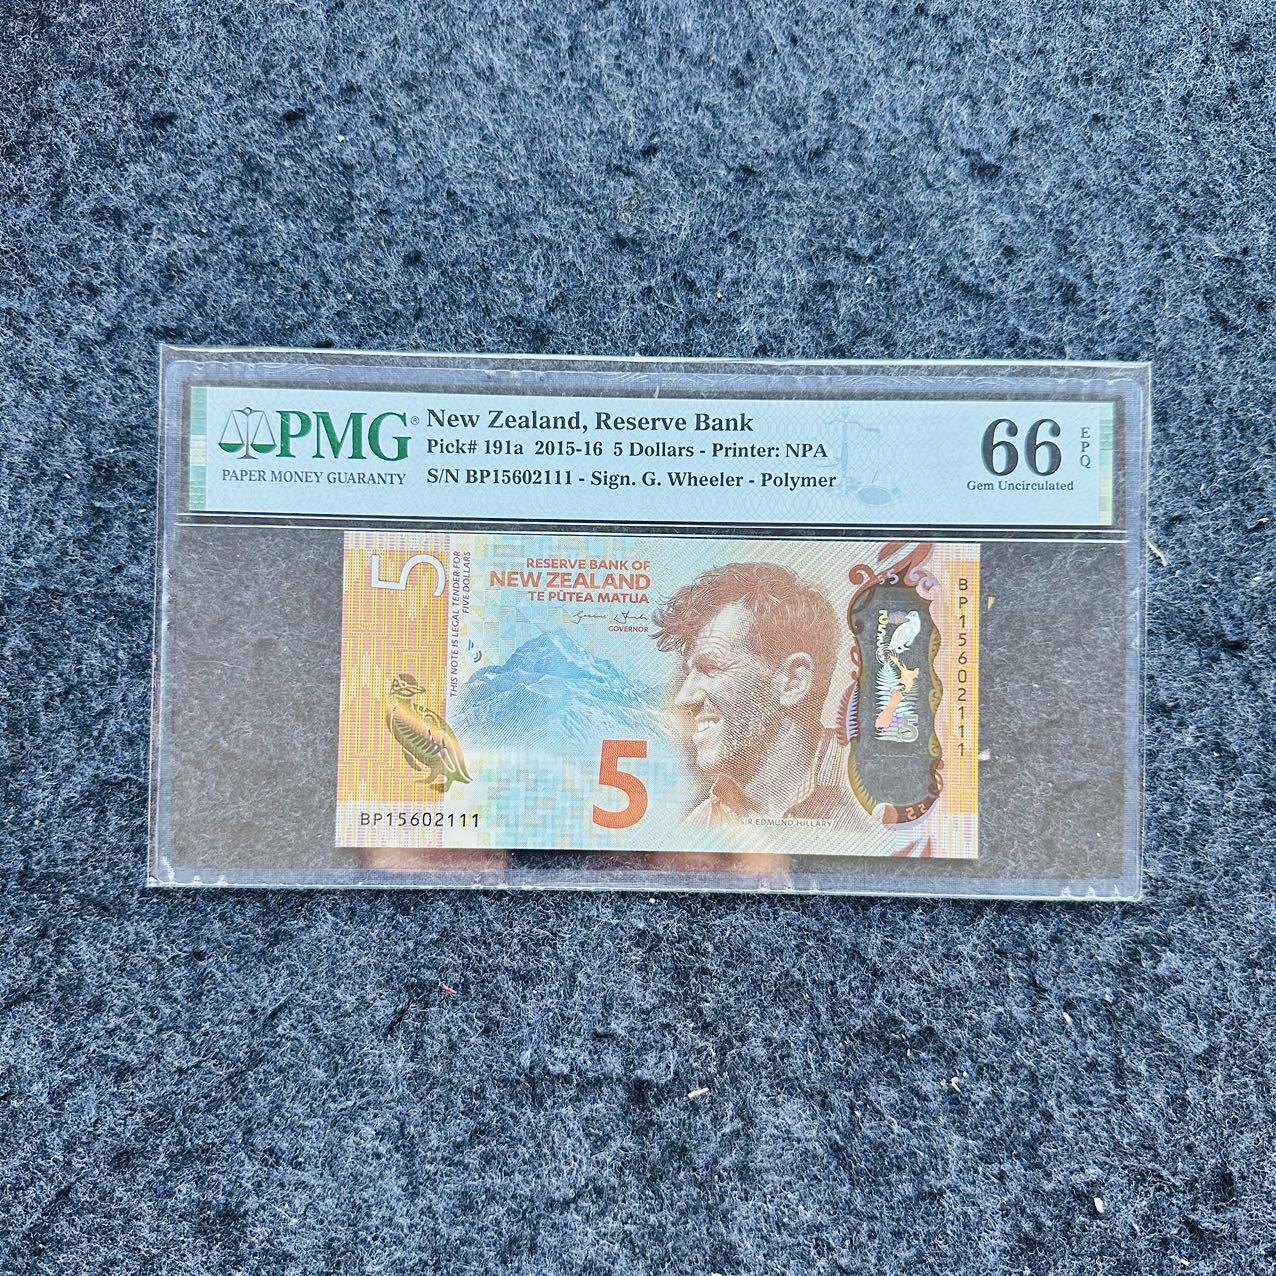 PMG®
PAPER MONEY GUARANTY
New Zealand, Reserve Bank
Pick# 191a 2015-16 5 Dollars - Printer: NPA
S/N BP15602111 - Sign. G. Wheeler - Polymer
66
EPQ
Gem Uncirculated
5
THIS NOTE IS LEGAL TENDER FOR
FIVE DOLLARS
RESERVE BANK OF
NEW ZEALAND
TE PŪTEA MATUA
GOVERNOR
5
SIR EDMUND HILLARY
BP15602111
BP15602111
5